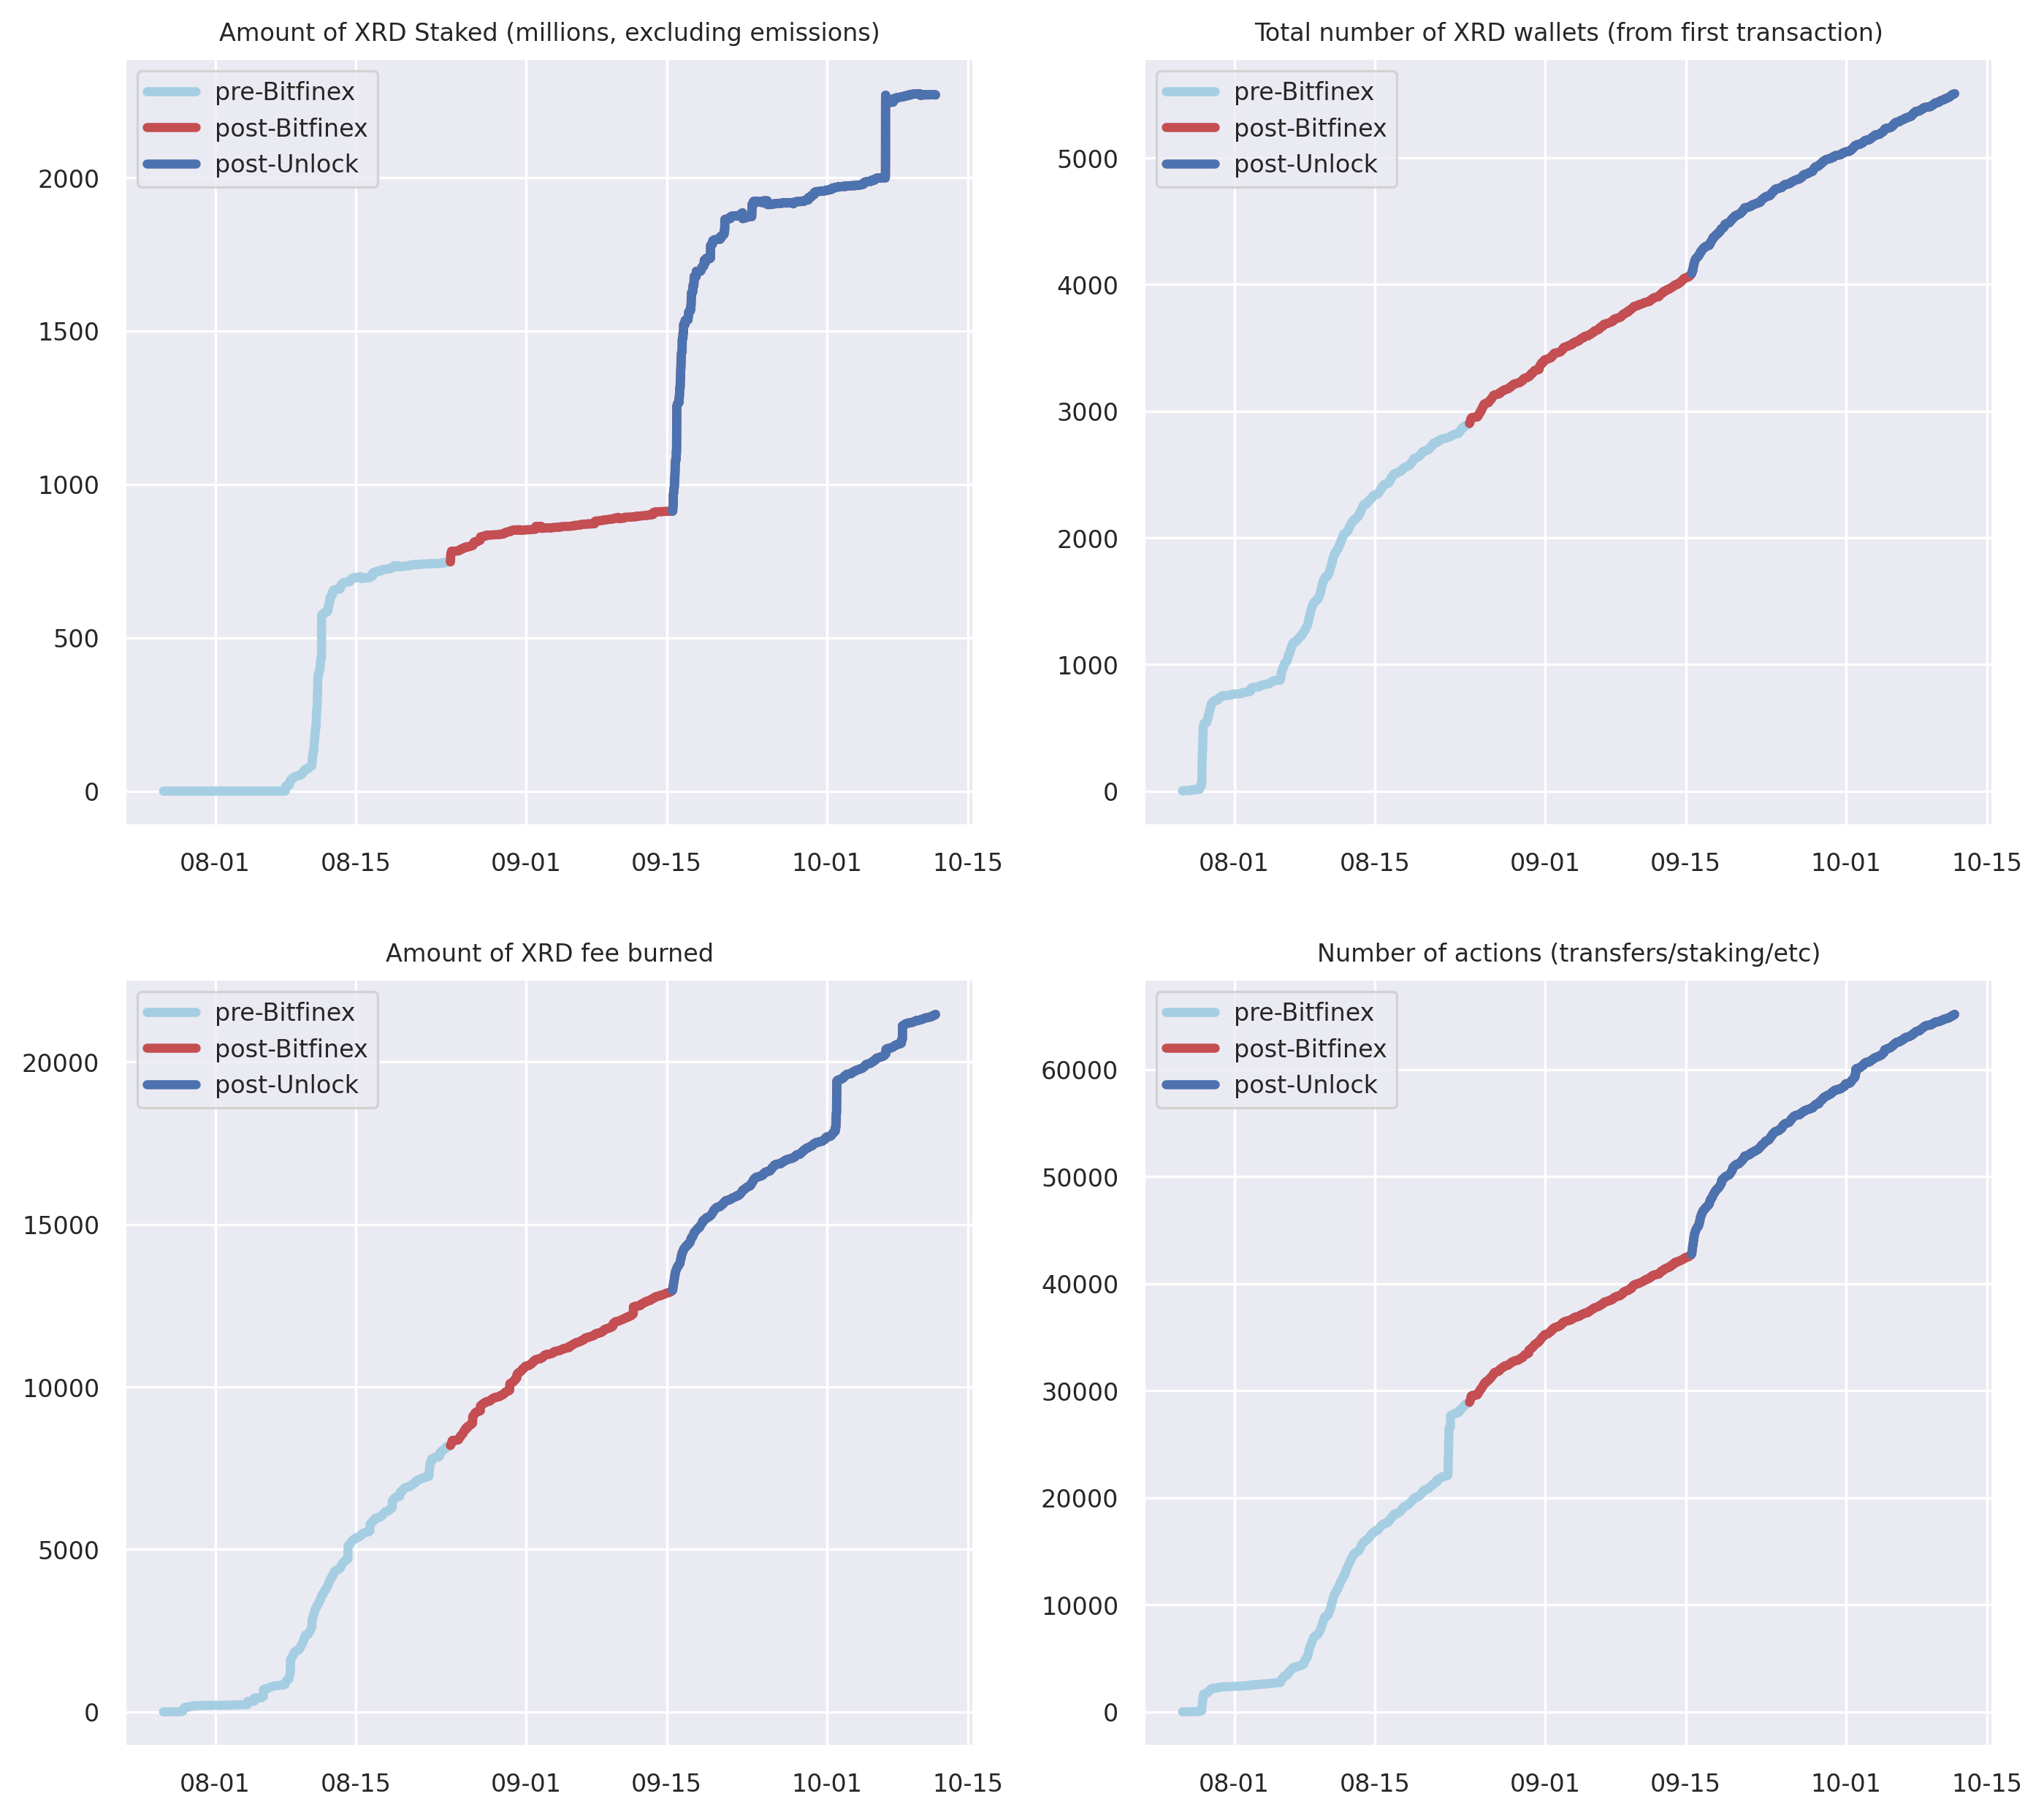 Amount of XRD Staked (millions, excluding emissions)
pre-Bitfinex
post-Bitfinex
post-Unlock
2000
1500
1000
500
0
08-01 08-15 09-01 09-15 10-01 10-15
Total number of XRD wallets (from first transaction)
pre-Bitfinex
post-Bitfinex
post-Unlock
5000
4000
3000
2000
1000
0
08-01 08-15 09-01 09-15 10-01 10-15
Amount of XRD fee burned
pre-Bitfinex
post-Bitfinex
post-Unlock
20000
15000
10000
5000
0
08-01 08-15 09-01 09-15 10-01 10-15
Number of actions (transfers/staking/etc)
pre-Bitfinex
post-Bitfinex
post-Unlock
60000
50000
40000
30000
20000
10000
0
08-01 08-15 09-01 09-15 10-01 10-15